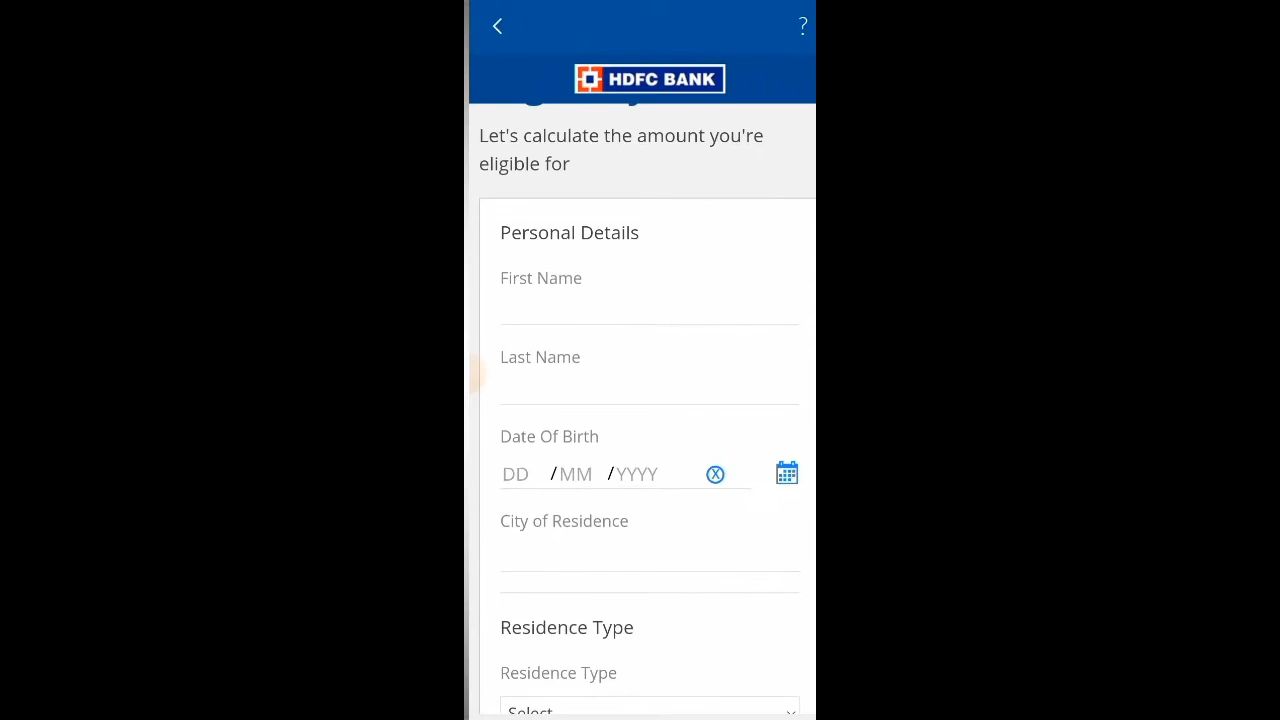 ?
HDFC BANK
Let's calculate the amount you're
eligible for
Personal Details
First Name
Last Name
Date Of Birth
DD / MM / YYYY
City of Residence
Residence Type
Residence Type
Select